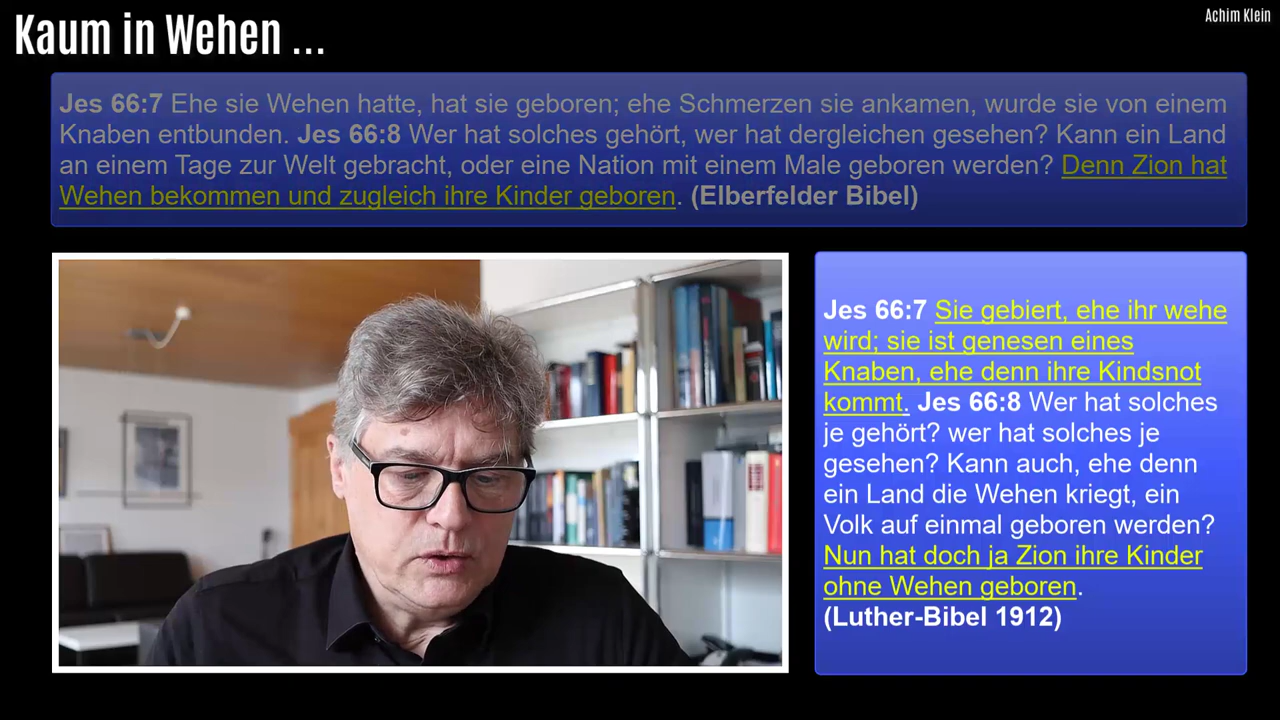 Kaum in Wehen ...
Achim Klein
Jes 66:7 Ehe sie Wehen hatte, hat sie geboren; ehe Schmerzen sie ankamen, wurde sie von einem
Knaben entbunden. Jes 66:8 Wer hat solches gehört, wer hat dergleichen gesehen? Kann ein Land
an einem Tage zur Welt gebracht, oder eine Nation mit einem Male geboren werden? Denn Zion hat
Wehen bekommen und zugleich ihre Kinder geboren. (Elberfelder Bibel)
Jes 66:7 Sie gebiert, ehe ihr wehe
wird; sie ist genesen eines
Knaben, ehe denn ihre Kindsnot
kommt. Jes 66:8 Wer hat solches
je gehört? wer hat solches je
gesehen? Kann auch, ehe denn
ein Land die Wehen kriegt, ein
Volk auf einmal geboren werden?
Nun hat doch ja Zion ihre Kinder
ohne Wehen geboren.
(Luther-Bibel 1912)